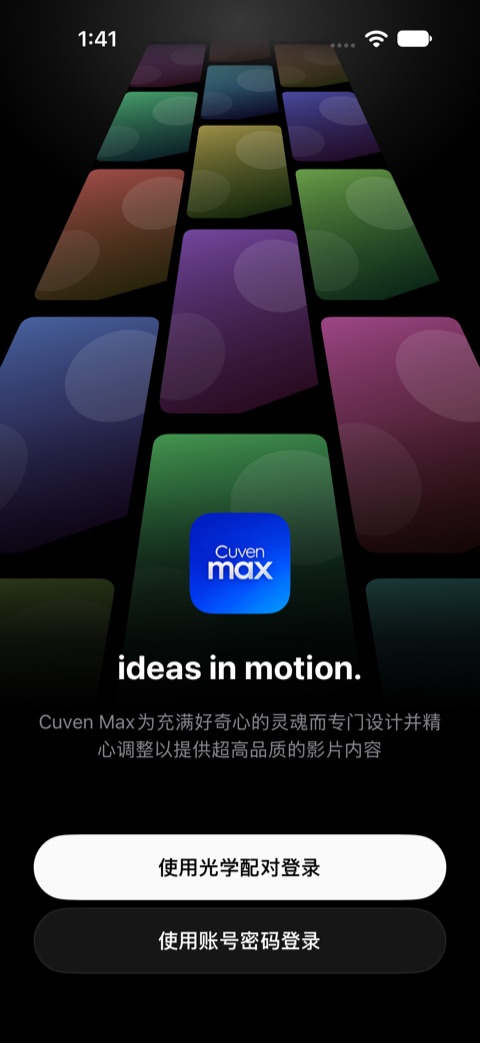 1:41
Cuven
max
ideas in motion.
Cuven Max为充满好奇心的灵魂而专门设计并精
心调整以提供超高品质的影片内容
使用光学配对登录
使用账号密码登录